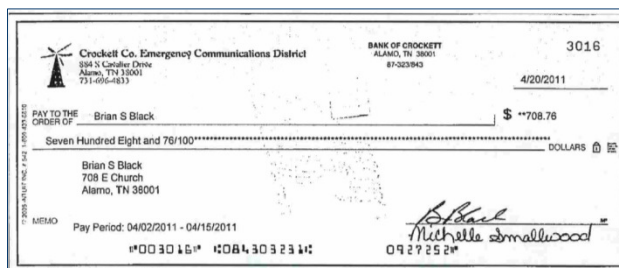 Crockett Co. Emergency Communications District
884 S Cavalier Drive
Alamo, TN 38001
731-696-4833
BANK OF CROCKETT
ALAMO, TN 38001
87-323/843
3016
4/20/2011
PAY TO THE
ORDER OF Brian S Black
$ **708.76
Seven Hundred Eight and 76/100
DOLLARS
Brian S Black
708 E Church
Alamo, TN 38001
MEMO Pay Period: 04/02/2011 - 04/15/2011
B Black
Michelle Smallwood
⑈003016⑈ ⑆084303231⑆ 0927252⑈